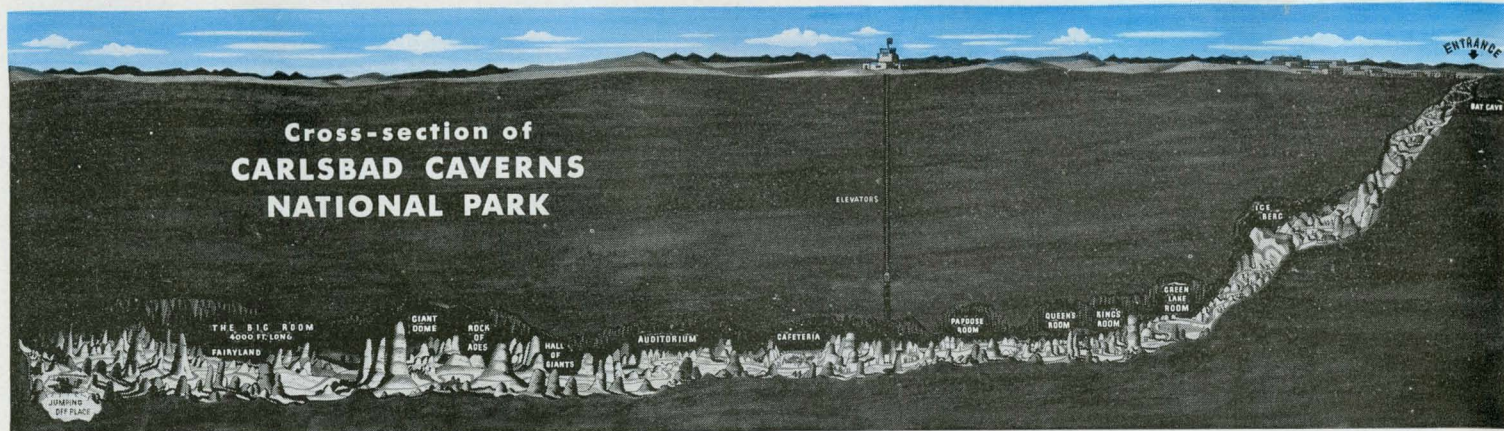 Cross-section of
CARLSBAD CAVERNS
NATIONAL PARK
ENTRANCE
BAT CAVE
ELEVATORS
ICE
BERG
GREEN
LAKE
ROOM
KINGS
ROOM
QUEENS
ROOM
PAPOOSE
ROOM
CAFETERIA
AUDITORIUM
HALL
OF
GIANTS
ROCK
OF
AGES
GIANT
DOME
THE BIG ROOM
4000 FT. LONG
FAIRYLAND
JUMPING
OFF PLACE